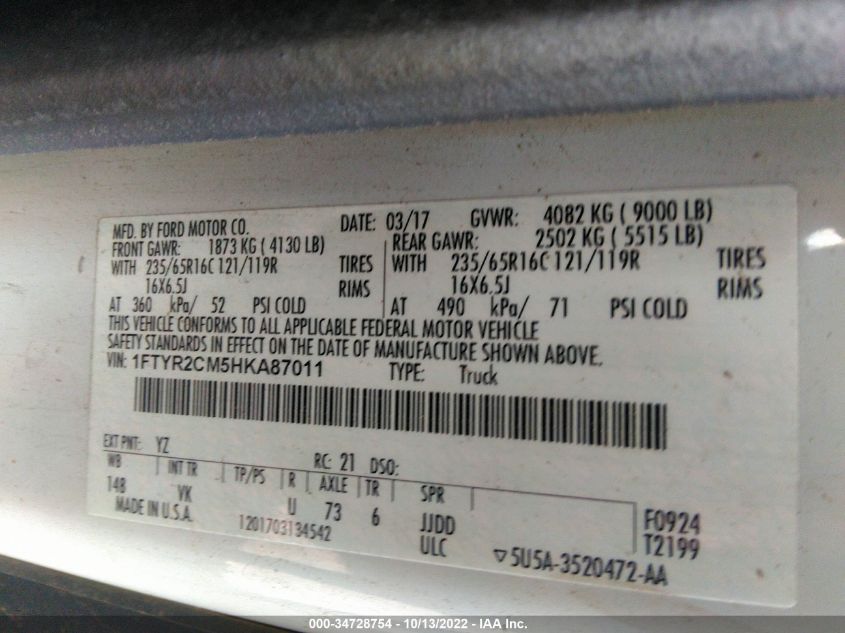 MFD. BY FORD MOTOR CO. DATE: 03/17 GVWR: 4082 KG ( 9000 LB)
FRONT GAWR: 1873 KG ( 4130 LB) REAR GAWR: 2502 KG ( 5515 LB)
WITH 235/65R16C 121/119R TIRES WITH 235/65R16C 121/119R TIRES
16X6.5J RIMS 16X6.5J RIMS
AT 360 kPa/ 52 PSI COLD AT 490 kPa/ 71 PSI COLD
THIS VEHICLE CONFORMS TO ALL APPLICABLE FEDERAL MOTOR VEHICLE
SAFETY STANDARDS IN EFFECT ON THE DATE OF MANUFACTURE SHOWN ABOVE.
VIN: 1FTYR2CM5HKA87011 TYPE: Truck
EXT PNT: YZ RC: 21 DSO:
WB INT TR TP/PS R AXLE TR SPR
148 VK U 73 6 JJDD F0924
MADE IN U.S.A. 1201703134542 ULC T2199
5U5A-3520472-AA
000-34728754 - 10/13/2022 - IAA Inc.